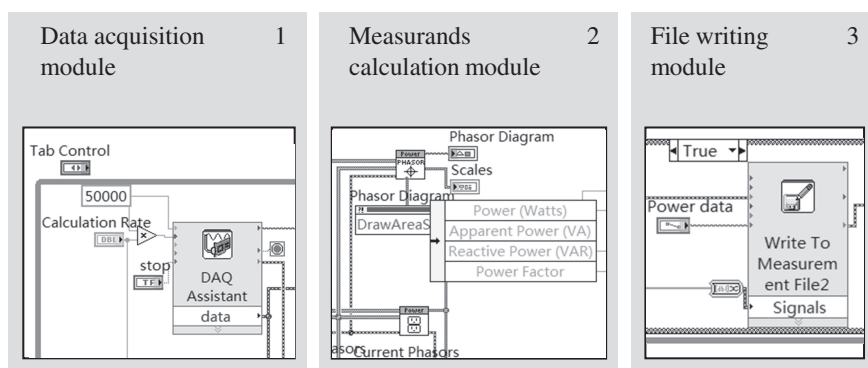 Data acquisition 1
module
Tab Control
50000
Calculation Rate
DBL
stop
TF
DAQ
Assistant
data
Measurands 2
calculation module
Phasor Diagram
Power
PHASOR
Scales
Phasor Diagram
DrawAreaS
Power (Watts)
Apparent Power (VA)
Reactive Power (VAR)
Power Factor
Power
Current Phasors
File writing 3
module
True
Power data
Write To
Measurem
ent File2
Signals